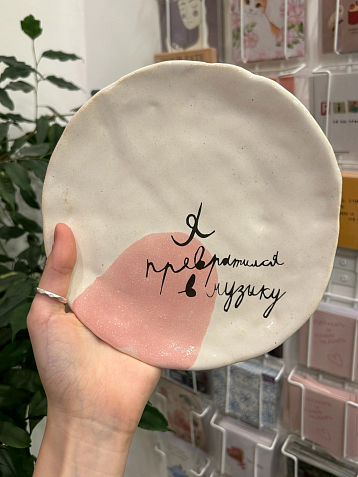 Я
превратился
в музыку